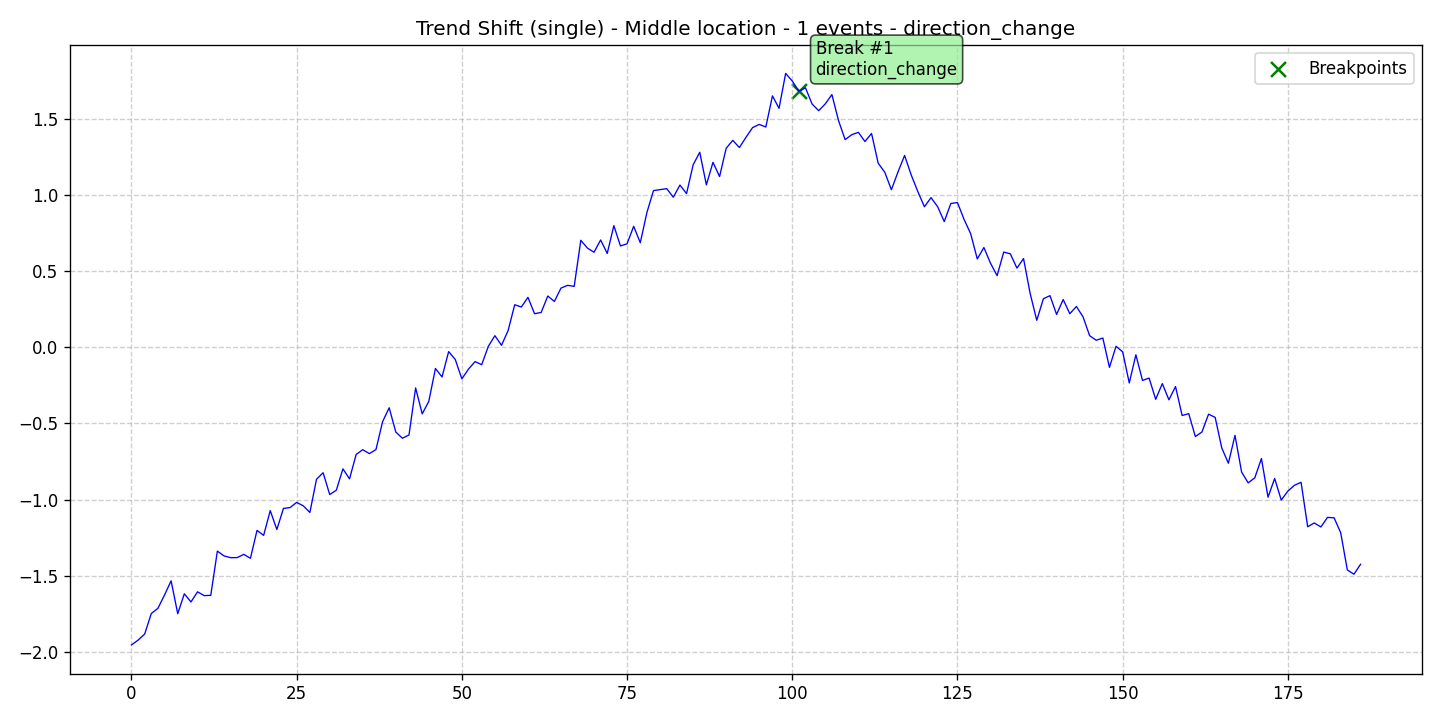 Trend Shift (single) - Middle location - 1 events - direction_change
Break #1
direction_change
Breakpoints
1.5
1.0
0.5
0.0
−0.5
−1.0
−1.5
−2.0
0 25 50 75 100 125 150 175